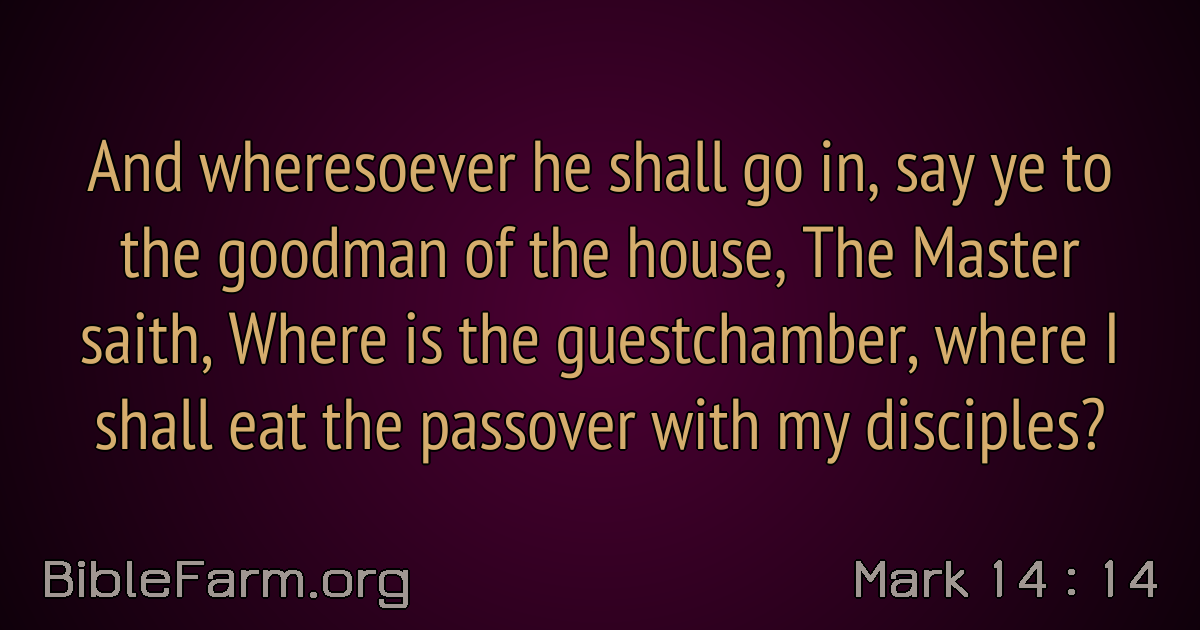 And wheresoever he shall go in, say ye to
the goodman of the house, The Master
saith, Where is the guestchamber, where I
shall eat the passover with my disciples?
BibleFarm.org
Mark 14 : 14